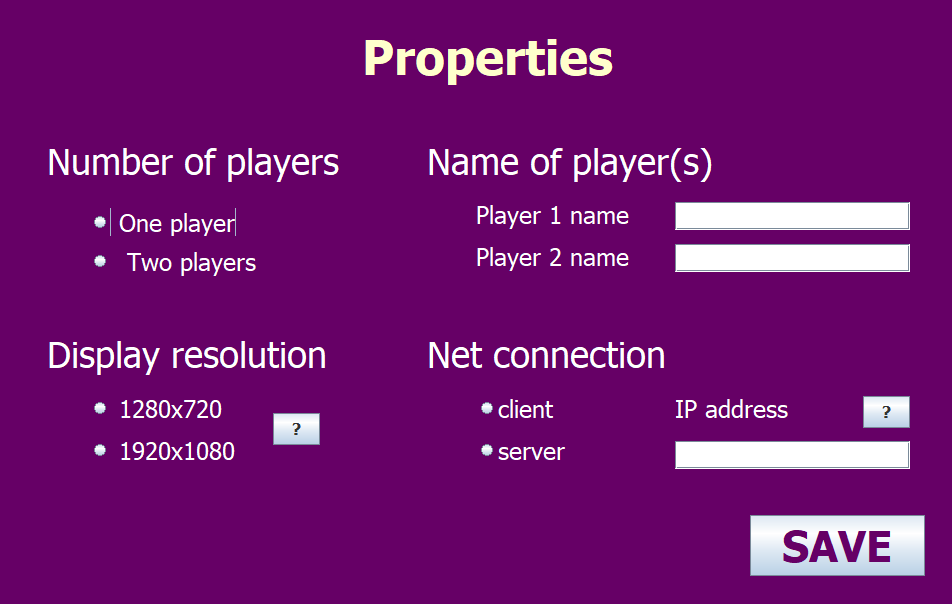 Properties
Number of players
One player
Two players
Name of player(s)
Player 1 name
Player 2 name
Display resolution
1280x720
1920x1080
?
Net connection
client
server
IP address
?
SAVE